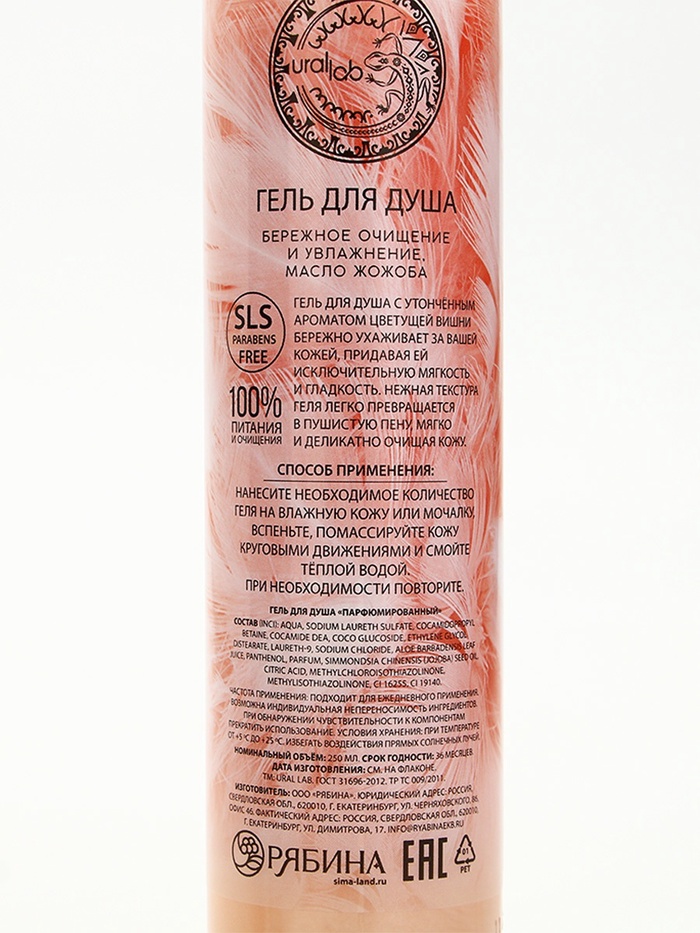 ural lab
ГЕЛЬ ДЛЯ ДУША
БЕРЕЖНОЕ ОЧИЩЕНИЕ
И УВЛАЖНЕНИЕ.
МАСЛО ЖОЖОБА
SLS
PARABENS
FREE
100%
ПИТАНИЯ
И ОЧИЩЕНИЯ
ГЕЛЬ ДЛЯ ДУША С УТОНЧЕННЫМ
АРОМАТОМ ЦВЕТУЩЕЙ ВИШНИ
БЕРЕЖНО УХАЖИВАЕТ ЗА ВАШЕЙ
КОЖЕЙ, ПРИДАВАЯ ЕЙ
ИСКЛЮЧИТЕЛЬНУЮ МЯГКОСТЬ
И ГЛАДКОСТЬ. НЕЖНАЯ ТЕКСТУРА
ГЕЛЯ ЛЕГКО ПРЕВРАЩАЕТСЯ
В ПУШИСТУЮ ПЕНУ, МЯГКО
И ДЕЛИКАТНО ОЧИЩАЯ КОЖУ.
СПОСОБ ПРИМЕНЕНИЯ:
НАНЕСИТЕ НЕОБХОДИМОЕ КОЛИЧЕСТВО
ГЕЛЯ НА ВЛАЖНУЮ КОЖУ ИЛИ МОЧАЛКУ,
ВСПЕНЬТЕ, ПОМАССИРУЙТЕ КОЖУ
КРУГОВЫМИ ДВИЖЕНИЯМИ И СМОЙТЕ
ТЁПЛОЙ ВОДОЙ.
ПРИ НЕОБХОДИМОСТИ ПОВТОРИТЕ.
ГЕЛЬ ДЛЯ ДУША «ПАРФЮМИРОВАННЫЙ»
СОСТАВ (INCI): AQUA, SODIUM LAURETH SULFATE, COCAMIDOPROPYL
BETAINE, COCAMIDE DEA, COCO GLUCOSIDE, ETHYLENE GLYCOL
DISTEARATE, LAURETH-9, SODIUM CHLORIDE, ALOE BARBADENSIS LEAF
JUICE, PANTHENOL, PARFUM, SIMMONDSIA CHINENSIS (JOJOBA) SEED OIL,
CITRIC ACID, METHYLCHLOROISOTHIAZOLINONE,
METHYLISOTHIAZOLINONE, CI 16255, CI 19140.
ЧАСТОТА ПРИМЕНЕНИЯ: ПОДХОДИТ ДЛЯ ЕЖЕДНЕВНОГО ПРИМЕНЕНИЯ.
ВОЗМОЖНА ИНДИВИДУАЛЬНАЯ НЕПЕРЕНОСИМОСТЬ ИНГРЕДИЕНТОВ.
ПРИ ОБНАРУЖЕНИИ ЧУВСТВИТЕЛЬНОСТИ К КОМПОНЕНТАМ
ПРЕКРАТИТЬ ИСПОЛЬЗОВАНИЕ. УСЛОВИЯ ХРАНЕНИЯ: ПРИ ТЕМПЕРАТУРЕ
ОТ +5 °C ДО +25 °C. ИЗБЕГАТЬ ВОЗДЕЙСТВИЯ ПРЯМЫХ СОЛНЕЧНЫХ ЛУЧЕЙ.
НОМИНАЛЬНЫЙ ОБЪЁМ: 250 МЛ. СРОК ГОДНОСТИ: 36 МЕСЯЦЕВ.
ДАТА ИЗГОТОВЛЕНИЯ: СМ. НА ФЛАКОНЕ.
ТМ: URAL LAB. ГОСТ 31696-2012. ТР ТС 009/2011.
ИЗГОТОВИТЕЛЬ: ООО «РЯБИНА». ЮРИДИЧЕСКИЙ АДРЕС: РОССИЯ,
СВЕРДЛОВСКАЯ ОБЛ., 620010, Г. ЕКАТЕРИНБУРГ, УЛ. ЧЕРНЯХОВСКОГО, 86,
ОФИС 46. ФАКТИЧЕСКИЙ АДРЕС: РОССИЯ, СВЕРДЛОВСКАЯ ОБЛ., 620010,
Г. ЕКАТЕРИНБУРГ, УЛ. ДИМИТРОВА, 17. INFO@RYABINAEKB.RU
РЯБИНА
sima-land.ru
EAC
01
PET